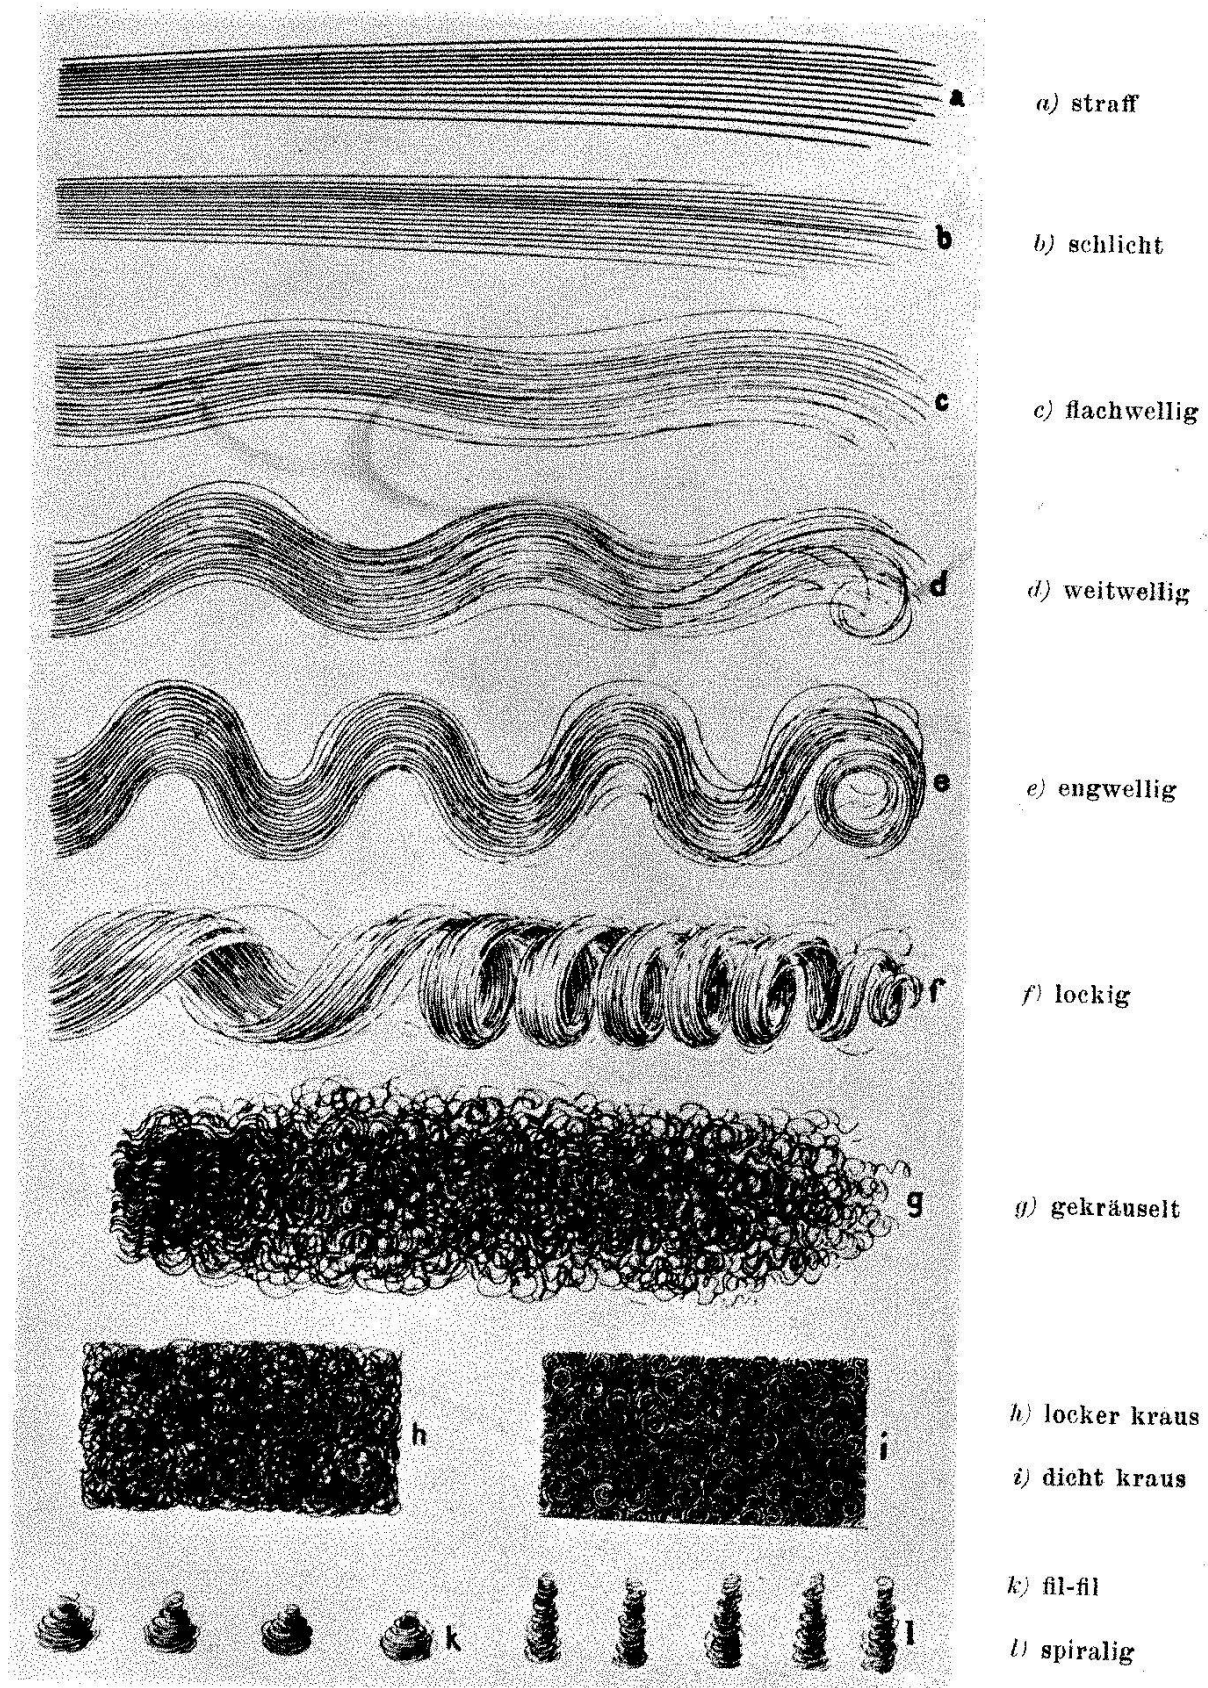 a a) straff
b b) schlicht
c c) flachwellig
d d) weitwellig
e e) engwellig
f f) lockig
g g) gekräuselt
h i h) locker kraus
i) dicht kraus
k) fil-fil
k l l) spiralig